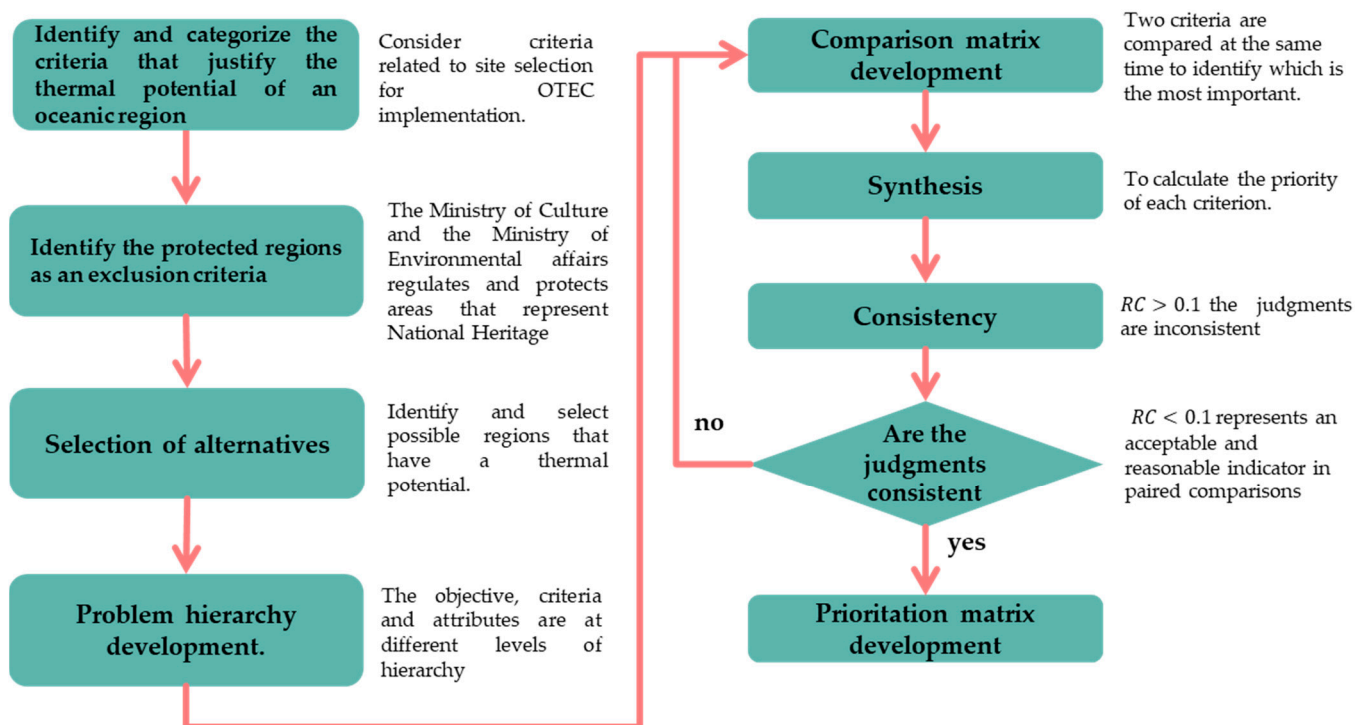 Identify and categorize the
criteria that justify the
thermal potential of an
oceanic region
Consider criteria
related to site selection
for OTEC
implementation.
Identify the protected regions
as an exclusion criteria
The Ministry of Culture
and the Ministry of
Environmental affairs
regulates and protects
areas that represent
National Heritage
Selection of alternatives
Identify and select
possible regions that
have a thermal
potential.
Problem hierarchy
development.
The objective, criteria
and attributes are at
different levels of
hierarchy
Comparison matrix
development
Two criteria are
compared at the same
time to identify which is
the most important.
Synthesis
To calculate the priority
of each criterion.
Consistency
RC > 0.1 the judgments
are inconsistent
no
Are the
judgments
consistent
RC < 0.1 represents an
acceptable and
reasonable indicator in
paired comparisons
yes
Prioritation matrix
development